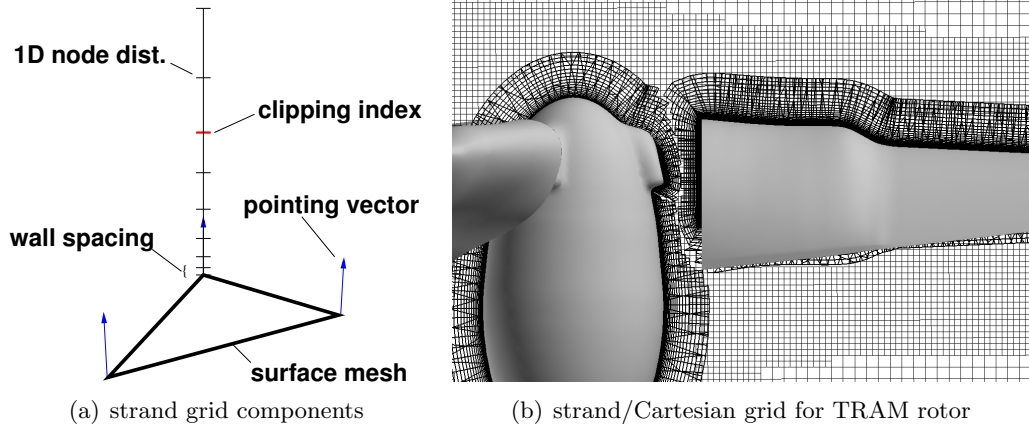 1D node dist.
clipping index
pointing vector
wall spacing
{
surface mesh
(a) strand grid components
(b) strand/Cartesian grid for TRAM rotor